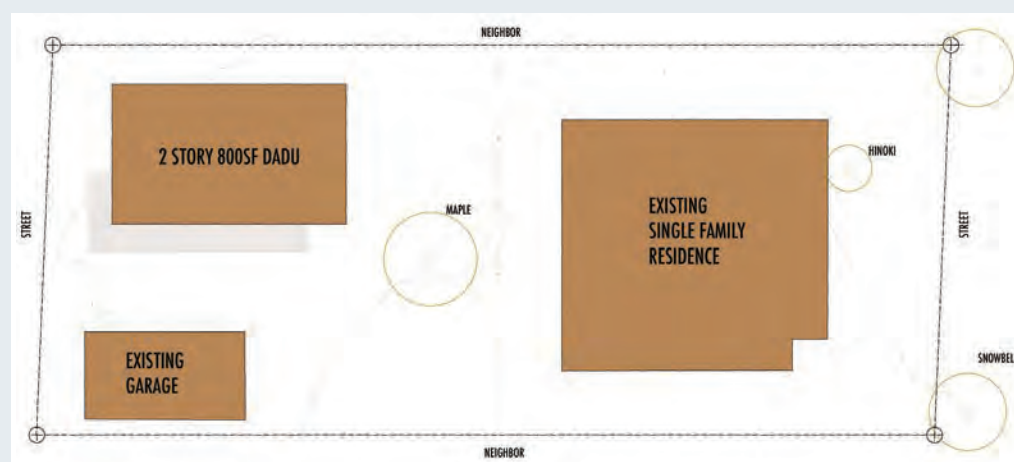 NEIGHBOR
2 STORY 800SF DADU
HINOKI
MAPLE
STREET
EXISTING
SINGLE FAMILY
RESIDENCE
STREET
EXISTING
GARAGE
SNOWBEL
NEIGHBOR